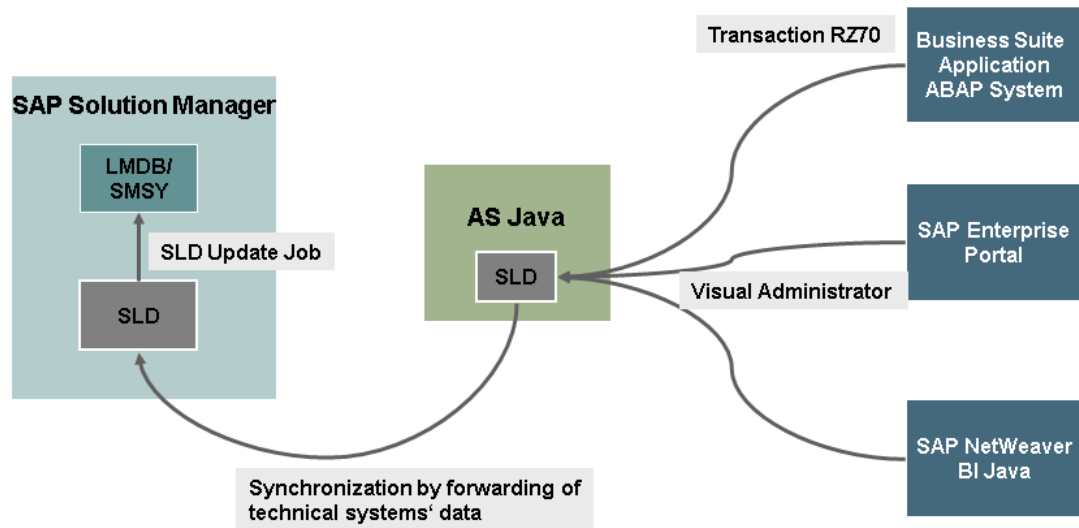 SAP Solution Manager
LMDB/
SMSY
SLD Update Job
SLD
AS Java
SLD
Transaction RZ70
Visual Administrator
Business Suite
Application
ABAP System
SAP Enterprise
Portal
SAP NetWeaver
BI Java
Synchronization by forwarding of
technical systems‘ data